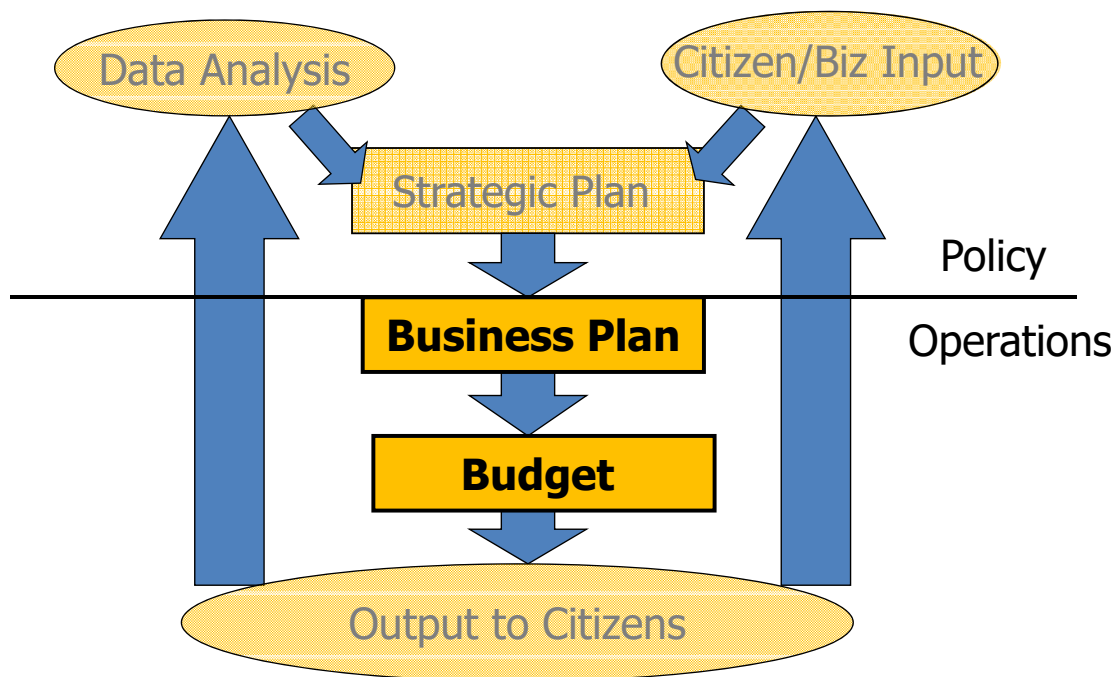 Data Analysis
Citizen/Biz Input
Strategic Plan
Policy
Business Plan
Operations
Budget
Output to Citizens